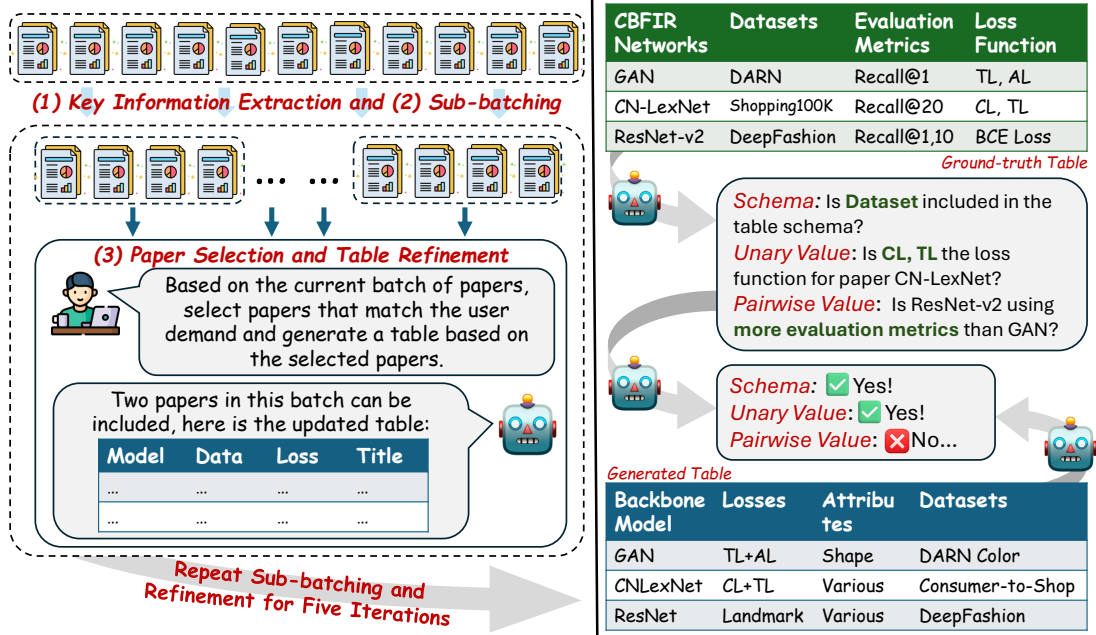 (1) Key Information Extraction and (2) Sub-batching
... ...
(3) Paper Selection and Table Refinement
Based on the current batch of papers,
select papers that match the user
demand and generate a table based on
the selected papers.
Two papers in this batch can be
included, here is the updated table:
Model Data Loss Title
... ... ... ...
... ... ... ...
Repeat Sub-batching and
Refinement for Five Iterations
CBFIR Networks Datasets Evaluation Metrics Loss Function
GAN DARN Recall@1 TL, AL
CN-LexNet Shopping100K Recall@20 CL, TL
ResNet-v2 DeepFashion Recall@1,10 BCE Loss
Ground-truth Table
Schema: Is Dataset included in the
table schema?
Unary Value: Is CL, TL the loss
function for paper CN-LexNet?
Pairwise Value: Is ResNet-v2 using
more evaluation metrics than GAN?
Schema: ✅ Yes!
Unary Value: ✅ Yes!
Pairwise Value: ❌ No...
Generated Table
Backbone Model Losses Attributes Datasets
GAN TL+AL Shape DARN Color
CNLexNet CL+TL Various Consumer-to-Shop
ResNet Landmark Various DeepFashion